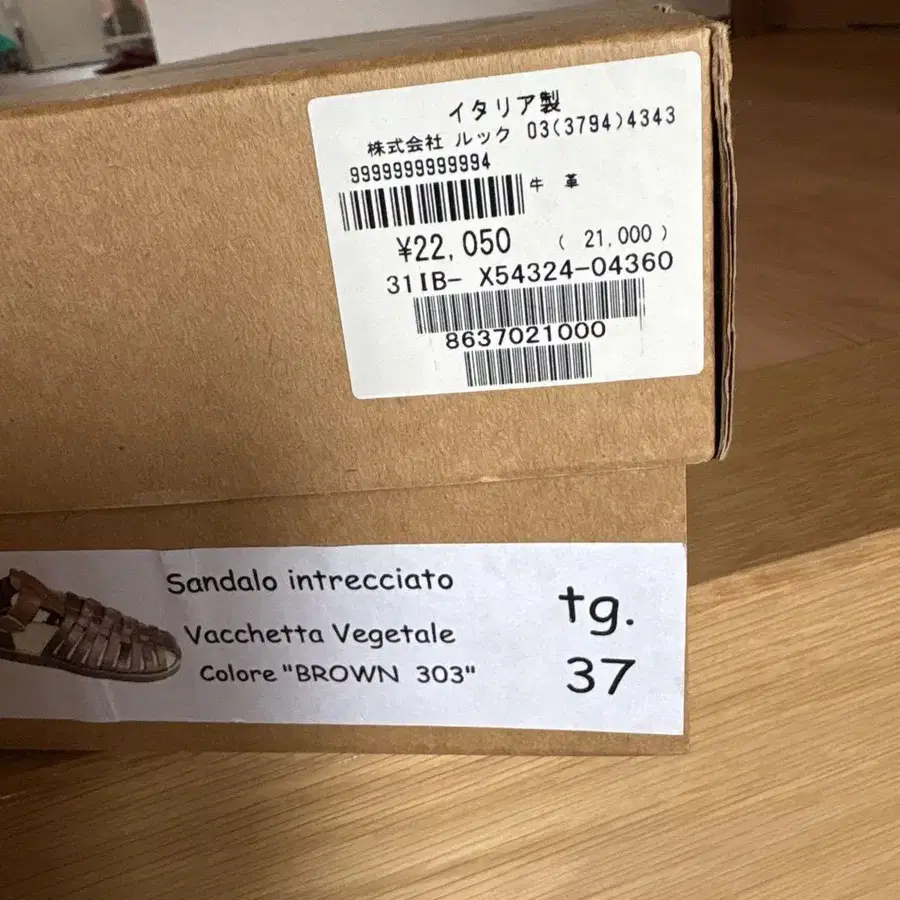 イタリア製
株式会社 ルック 03(3794)4343
9999999999994
牛 革
¥22,050 ( 21,000 )
31IB- X54324-04360
8637021000
Sandalo intrecciato
Vacchetta Vegetale
Colore "BROWN 303"
tg.
37